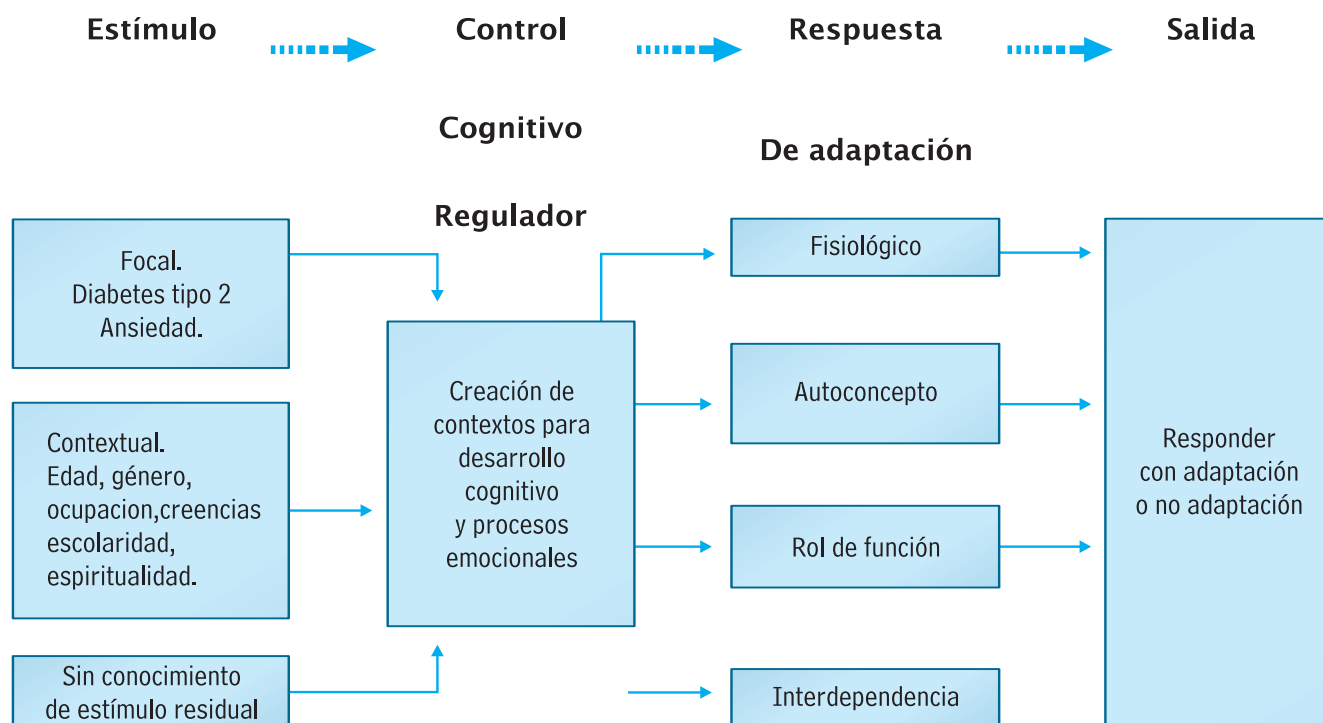 Estímulo
Control
Respuesta
Salida
Cognitivo
De adaptación
Regulador
Focal.
Diabetes tipo 2
Ansiedad.
Contextual.
Edad, género,
ocupacion,creencias
escolaridad,
espiritualidad.
Sin conocimiento
de estímulo residual
Creación de
contextos para
desarrollo
cognitivo
y procesos
emocionales
Fisiológico
Autoconcepto
Rol de función
Interdependencia
Responder
con adaptación
o no adaptación